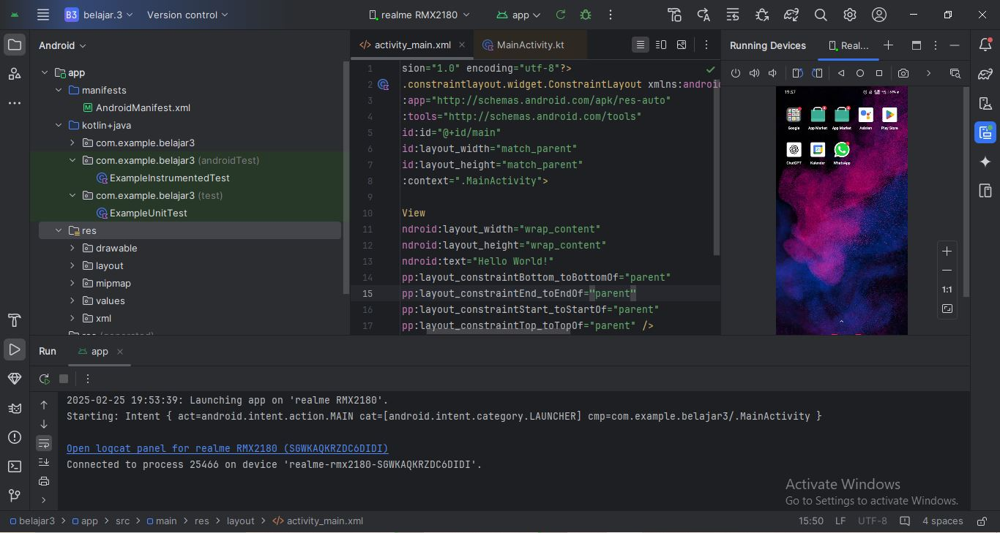 B3 belajar.3 Version control realme RMX2180 app
Android
app
manifests
AndroidManifest.xml
kotlin+java
com.example.belajar3
com.example.belajar3 (androidTest)
ExampleInstrumentedTest
com.example.belajar3 (test)
ExampleUnitTest
res
drawable
layout
mipmap
values
xml
res (generated)
activity_main.xml MainActivity.kt
1 sion="1.0" encoding="utf-8"?>
2 .constraintlayout.widget.ConstraintLayout xmlns:androi
3 :app="http://schemas.android.com/apk/res-auto"
4 :tools="http://schemas.android.com/tools"
5 id:id="@+id/main"
6 id:layout_width="match_parent"
7 id:layout_height="match_parent"
8 :context=".MainActivity">
9
10 View
11 ndroid:layout_width="wrap_content"
12 ndroid:layout_height="wrap_content"
13 ndroid:text="Hello World!"
14 pp:layout_constraintBottom_toBottomOf="parent"
15 pp:layout_constraintEnd_toEndOf="parent"
16 pp:layout_constraintStart_toStartOf="parent"
17 pp:layout_constraintTop_toTopOf="parent" />
Running Devices Real...
19.57
Google App Market App Market Asisten Play Store
ChatGPT Kalender WhatsApp
1:1
Run app
2025-02-25 19:53:39: Launching app on 'realme RMX2180'.
Starting: Intent { act=android.intent.action.MAIN cat=[android.intent.category.LAUNCHER] cmp=com.example.belajar3/.MainActivity }
Open logcat panel for realme RMX2180 (SGWKAQKRZDC6DIDI)
Connected to process 25466 on device 'realme-rmx2180-SGWKAQKRZDC6DIDI'.
Activate Windows
Go to Settings to activate Windows.
belajar3 > app > src > main > res > layout > activity_main.xml 15:50 LF UTF-8 4 spaces